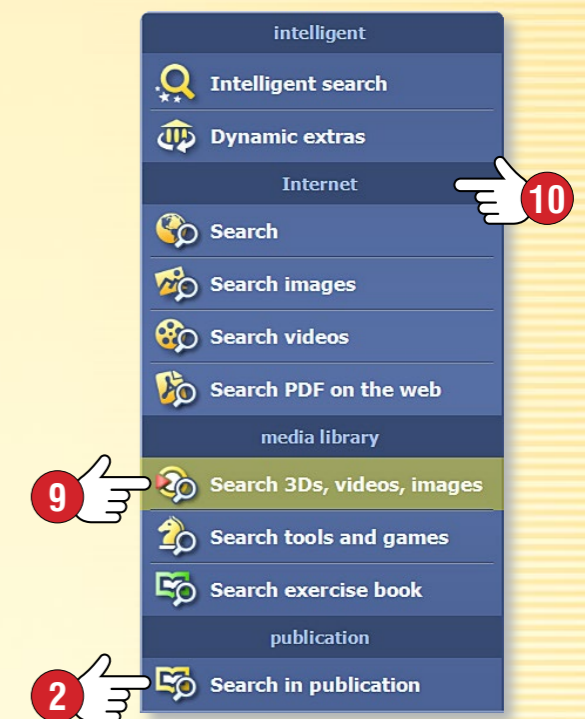 intelligent
Intelligent search
Dynamic extras
Internet
10
Search
Search images
Search videos
Search PDF on the web
media library
9
Search 3Ds, videos, images
Search tools and games
Search exercise book
publication
2
Search in publication